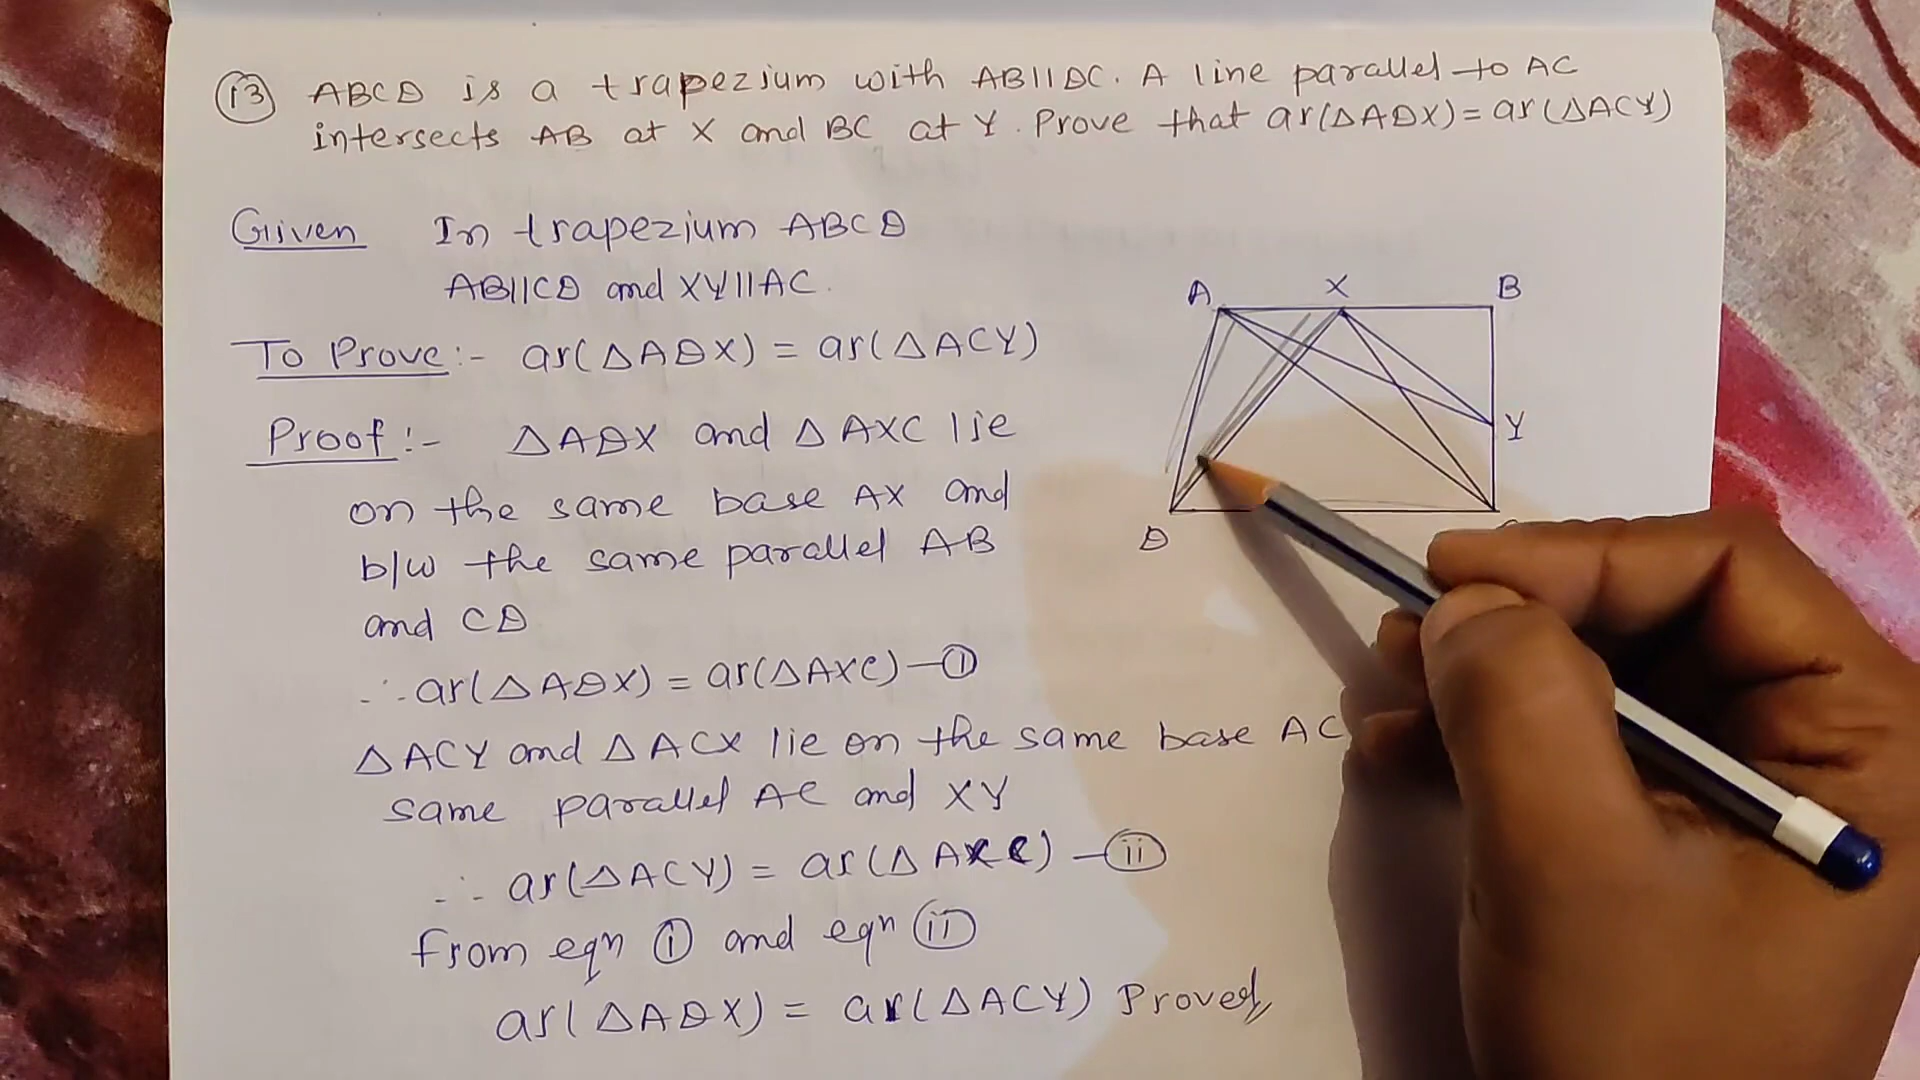 13 ABCD is a trapezium with AB||DC. A line parallel to AC
intersects AB at X and BC at Y. Prove that ar(△ADX)=ar(△ACY)
Given In trapezium ABCD
AB||CD and XY||AC.
To Prove:- ar(△ADX) = ar(△ACY)
Proof:- △ADX and △AXC lie
on the same base AX and
b/w the same parallel AB
and CD
∴ ar(△ADX) = ar(△AXC) — (i)
△ACY and △ACX lie on the same base AC
same parallel AC and XY
∴ ar(△ACY) = ar(△AXC) — (ii)
from eqn (i) and eqn (ii)
ar(△ADX) = ar(△ACY) Proved
A X B
Y
D